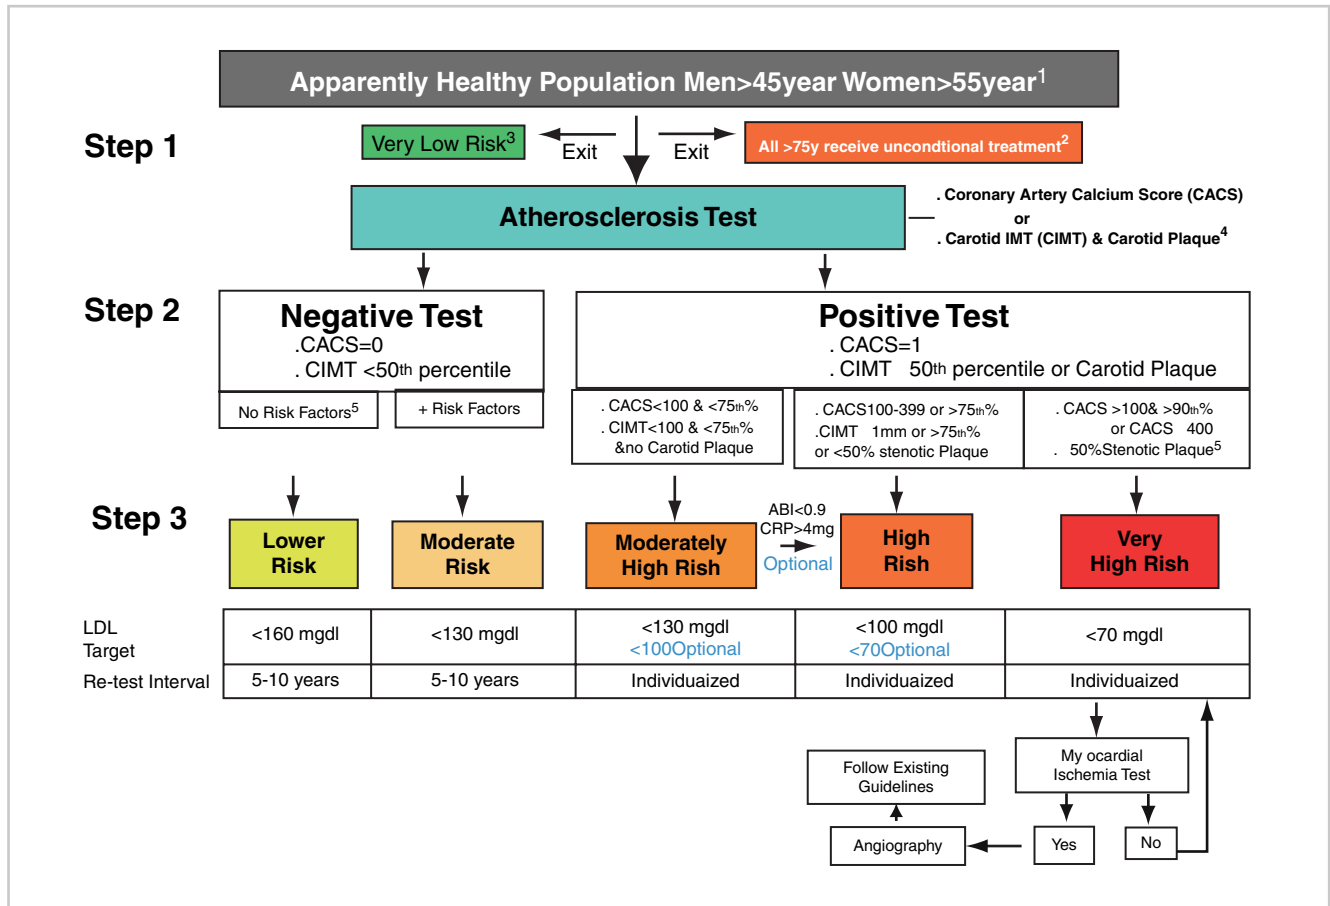 Apparently Healthy Population Men>45year Women>55year1
Step 1
Very Low Risk3
Exit
Exit
All >75y receive uncondtional treatment2
Atherosclerosis Test
. Coronary Artery Calcium Score (CACS)
or
. Carotid IMT (CIMT) & Carotid Plaque4
Step 2
Negative Test
.CACS=0
. CIMT <50th percentile
Positive Test
. CACS=1
. CIMT 50th percentile or Carotid Plaque
No Risk Factors5
+ Risk Factors
. CACS<100 & <75th%
. CIMT<100 & <75th%
&no Carotid Plaque
. CACS100-399 or >75th%
.CIMT 1mm or >75th%
or <50% stenotic Plaque
. CACS >100& >90th%
or CACS 400
. 50%Stenotic Plaque5
Step 3
Lower
Risk
Moderate
Risk
Moderately
High Rish
ABI<0.9
CRP>4mg
Optional
High
Rish
Very
High Rish
LDL
Target
<160 mgdl
<130 mgdl
<130 mgdl
<100Optional
<100 mgdl
<70Optional
<70 mgdl
Re-test Interval
5-10 years
5-10 years
Individuaized
Individuaized
Individuaized
My ocardial
Ischemia Test
Follow Existing
Guidelines
Angiography
Yes
No